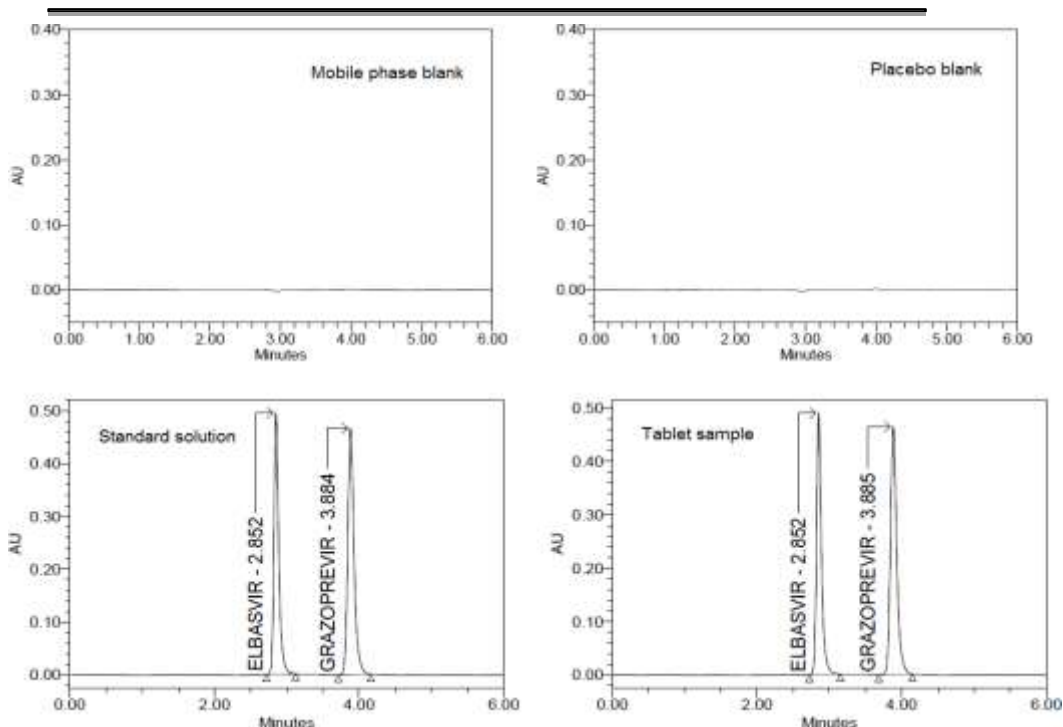 0.40
0.30
0.20
0.10
0.00
AU
0.00 1.00 2.00 3.00 4.00 5.00 6.00
Minutes
Mobile phase blank
0.40
0.30
0.20
0.10
0.00
AU
0.00 1.00 2.00 3.00 4.00 5.00 6.00
Minutes
Placebo blank
0.50
0.40
0.30
0.20
0.10
0.00
AU
0.00 2.00 4.00 6.00
Minutes
Standard solution
ELBASVIR - 2.852
GRAZOPREVIR - 3.884
0.50
0.40
0.30
0.20
0.10
0.00
AU
0.00 2.00 4.00 6.00
Minutes
Tablet sample
ELBASVIR - 2.852
GRAZOPREVIR - 3.885